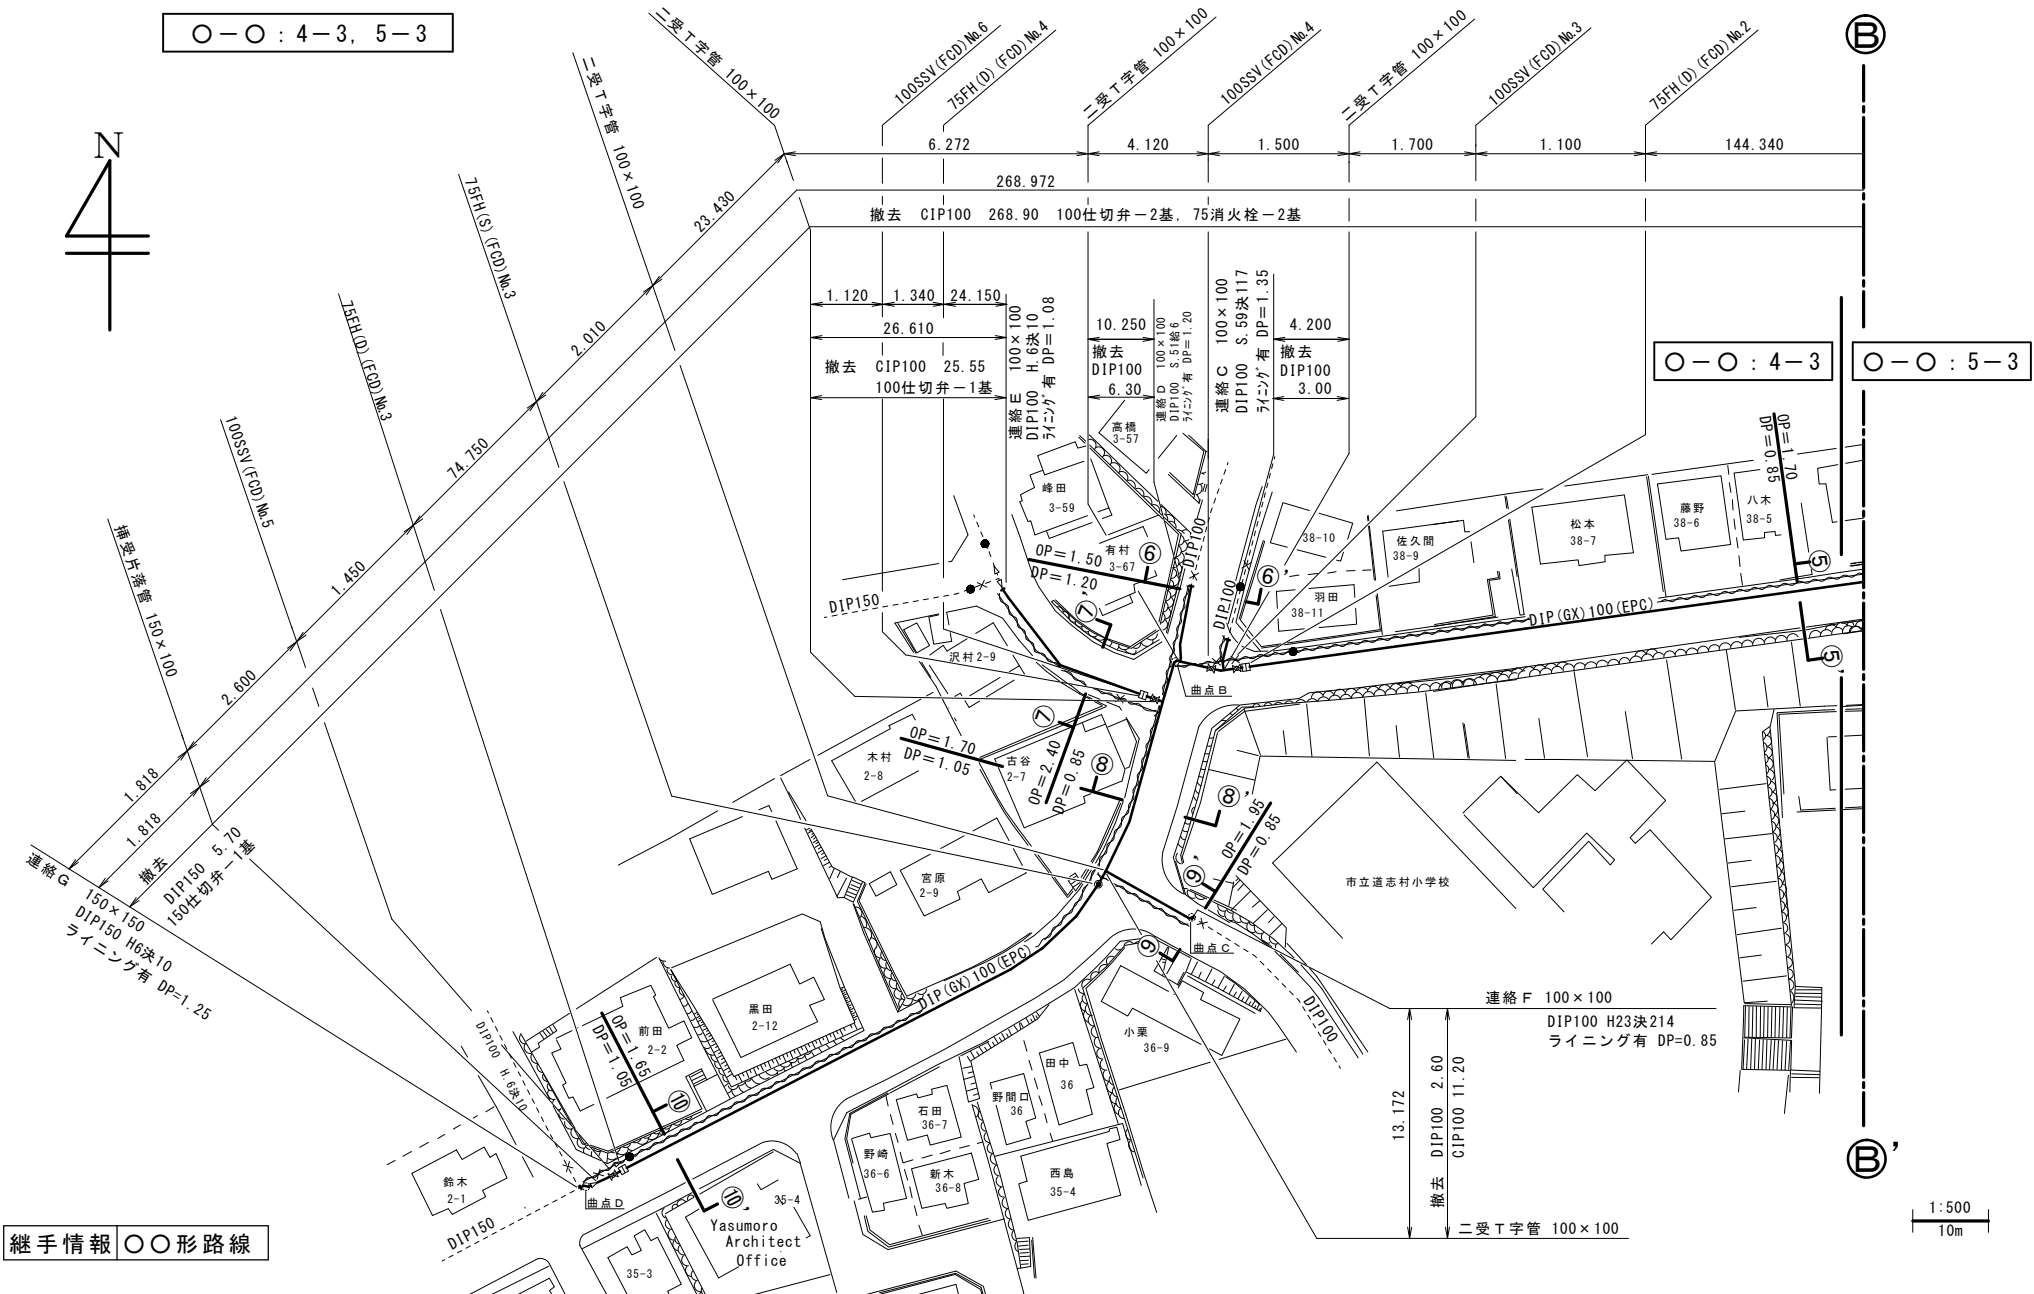 ○－○：4-3, 5-3
N
二受T字管 100×100
二受T字管 100×100
75FH(S)(FCD)№3
75FH(D)(FCD)№3
100SSV(FCD)№5
挿受片落管 150×100
100SSV(FCD)№6
75FH(D)(FCD)№4
二受T字管 100×100
100SSV(FCD)№4
二受T字管 100×100
100SSV(FCD)№3
75FH(D)(FCD)№2
Ⓑ
6.272
4.120
1.500
1.700
1.100
144.340
268.972
撤去 CIP100 268.90 100仕切弁－2基, 75消火栓－2基
23.430
2.010
74.750
1.450
2.600
1.818
1.818
撤去
DIP150 5.70
150仕切弁－1基
連絡G 150×150
DIP150 H6決10
ライニング有 DP=1.25
1.120
1.340
24.150
26.610
撤去 CIP100 25.55
100仕切弁－1基
連絡E 100×100
DIP100 H.6決10
ライニング有 DP=1.08
10.250
撤去
DIP100
6.30
連絡D 100×100
DIP100 S.51給6
ライニング有 DP=1.20
連絡C 100×100
DIP100 S.59決117
ライニング有 DP=1.35
4.200
撤去
DIP100
3.00
○－○：4-3
○－○：5-3
OP=1.70
DP=0.85
高橋
3-57
峰田
3-59
有村
3-67
OP=1.50
DP=1.20
⑥
⑥'
⑦'
DIP100
DIP100
DIP150
38-10
羽田
38-11
佐久間
38-9
松本
38-7
藤野
38-6
八木
38-5
⑤
⑤'
DIP(GX)100(EPC)
曲点B
沢村2-9
木村
2-8
OP=1.70
DP=1.05
古谷
2-7
⑦
OP=2.40
DP=0.85
⑧
⑧'
OP=1.95
DP=0.85
⑨'
⑨
市立道志村小学校
宮原
2-9
曲点C
DIP(GX)100(EPC)
DIP100
黒田
2-12
前田
2-2
OP=1.65
DP=1.05
⑩
⑩'
DIP100 H.6決10
鈴木
2-1
DIP150
曲点D
小栗
36-9
田中
36
野間口
36
石田
36-7
野崎
36-6
新木
36-8
西島
35-4
35-4
Yasumoro
Architect
Office
35-3
連絡F 100×100
DIP100 H23決214
ライニング有 DP=0.85
13.172
撤去 DIP100 2.60
CIP100 11.20
二受T字管 100×100
Ⓑ'
1:500
10m
継手情報 ○○形路線